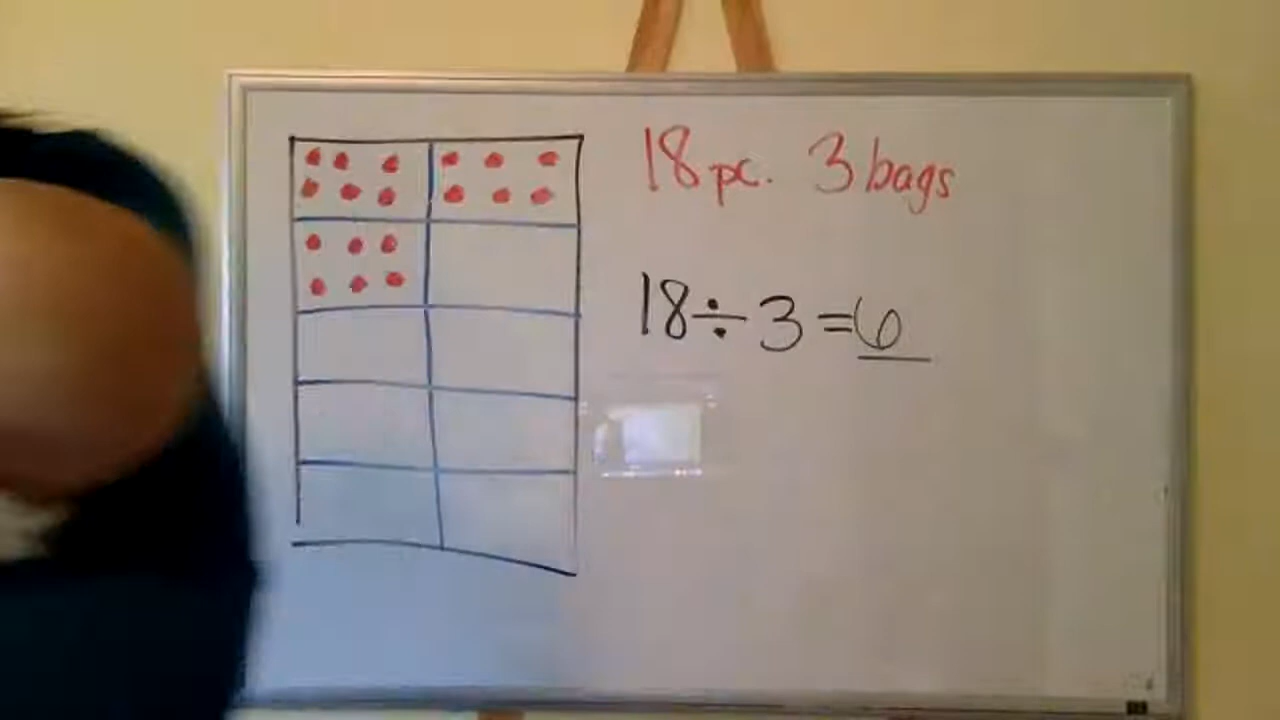 18 pc. 3 bags
18 ÷ 3 = 6